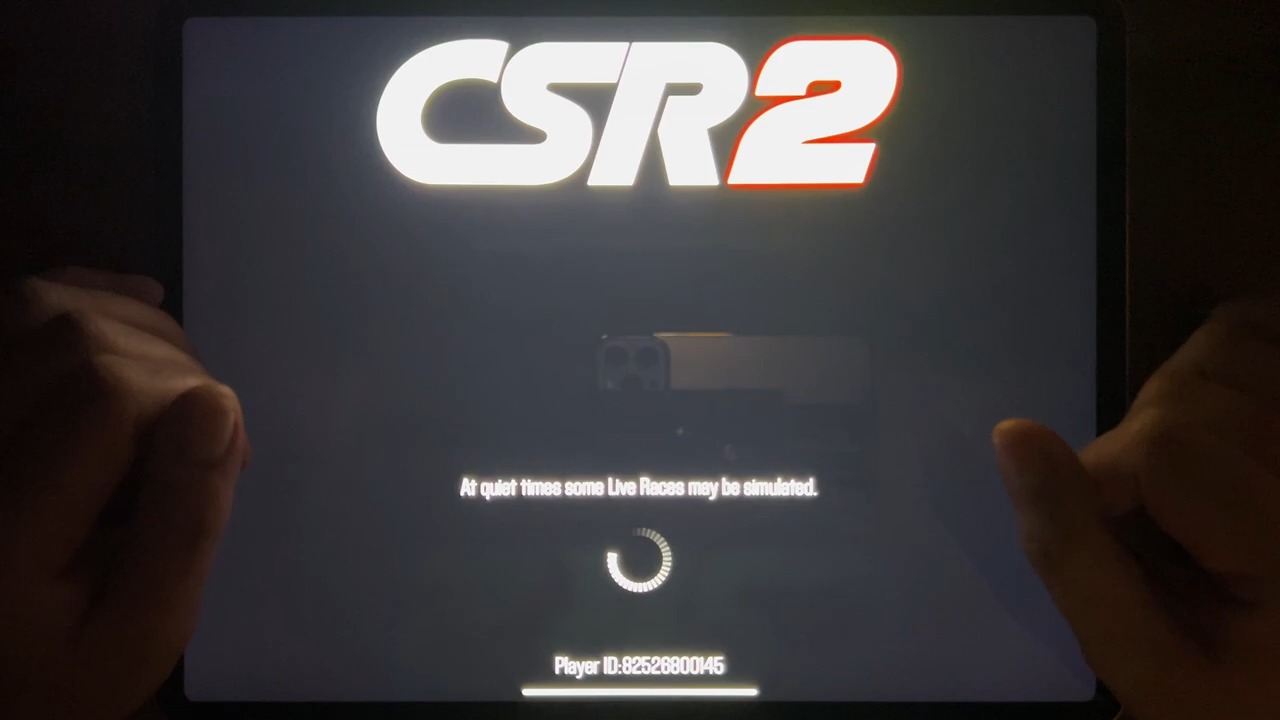 CSR2
At quiet times some Live Races may be simulated.
Player ID:82526800145